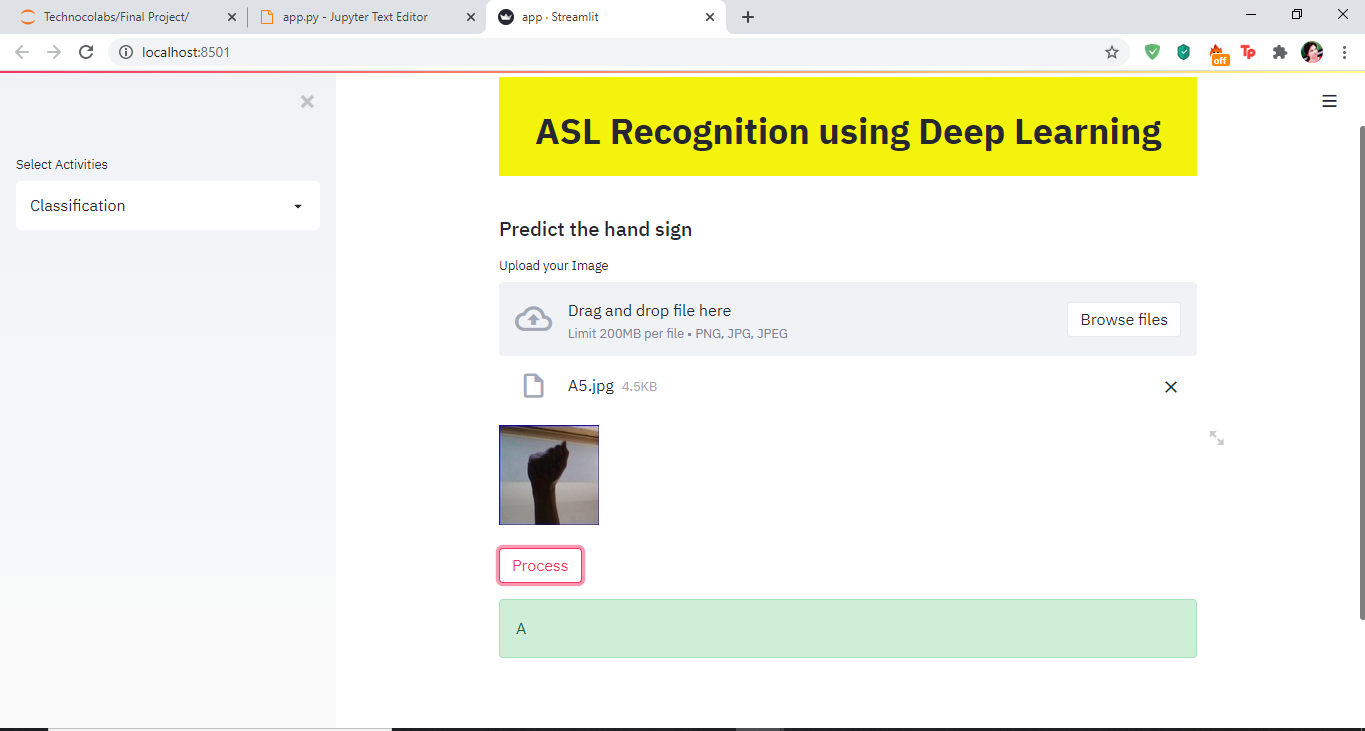 Technocolabs/Final Project/
app.py - Jupyter Text Editor
app · Streamlit
localhost:8501
off
Tp
Select Activities
Classification
ASL Recognition using Deep Learning
Predict the hand sign
Upload your Image
Drag and drop file here
Limit 200MB per file • PNG, JPG, JPEG
Browse files
A5.jpg 4.5KB
Process
A